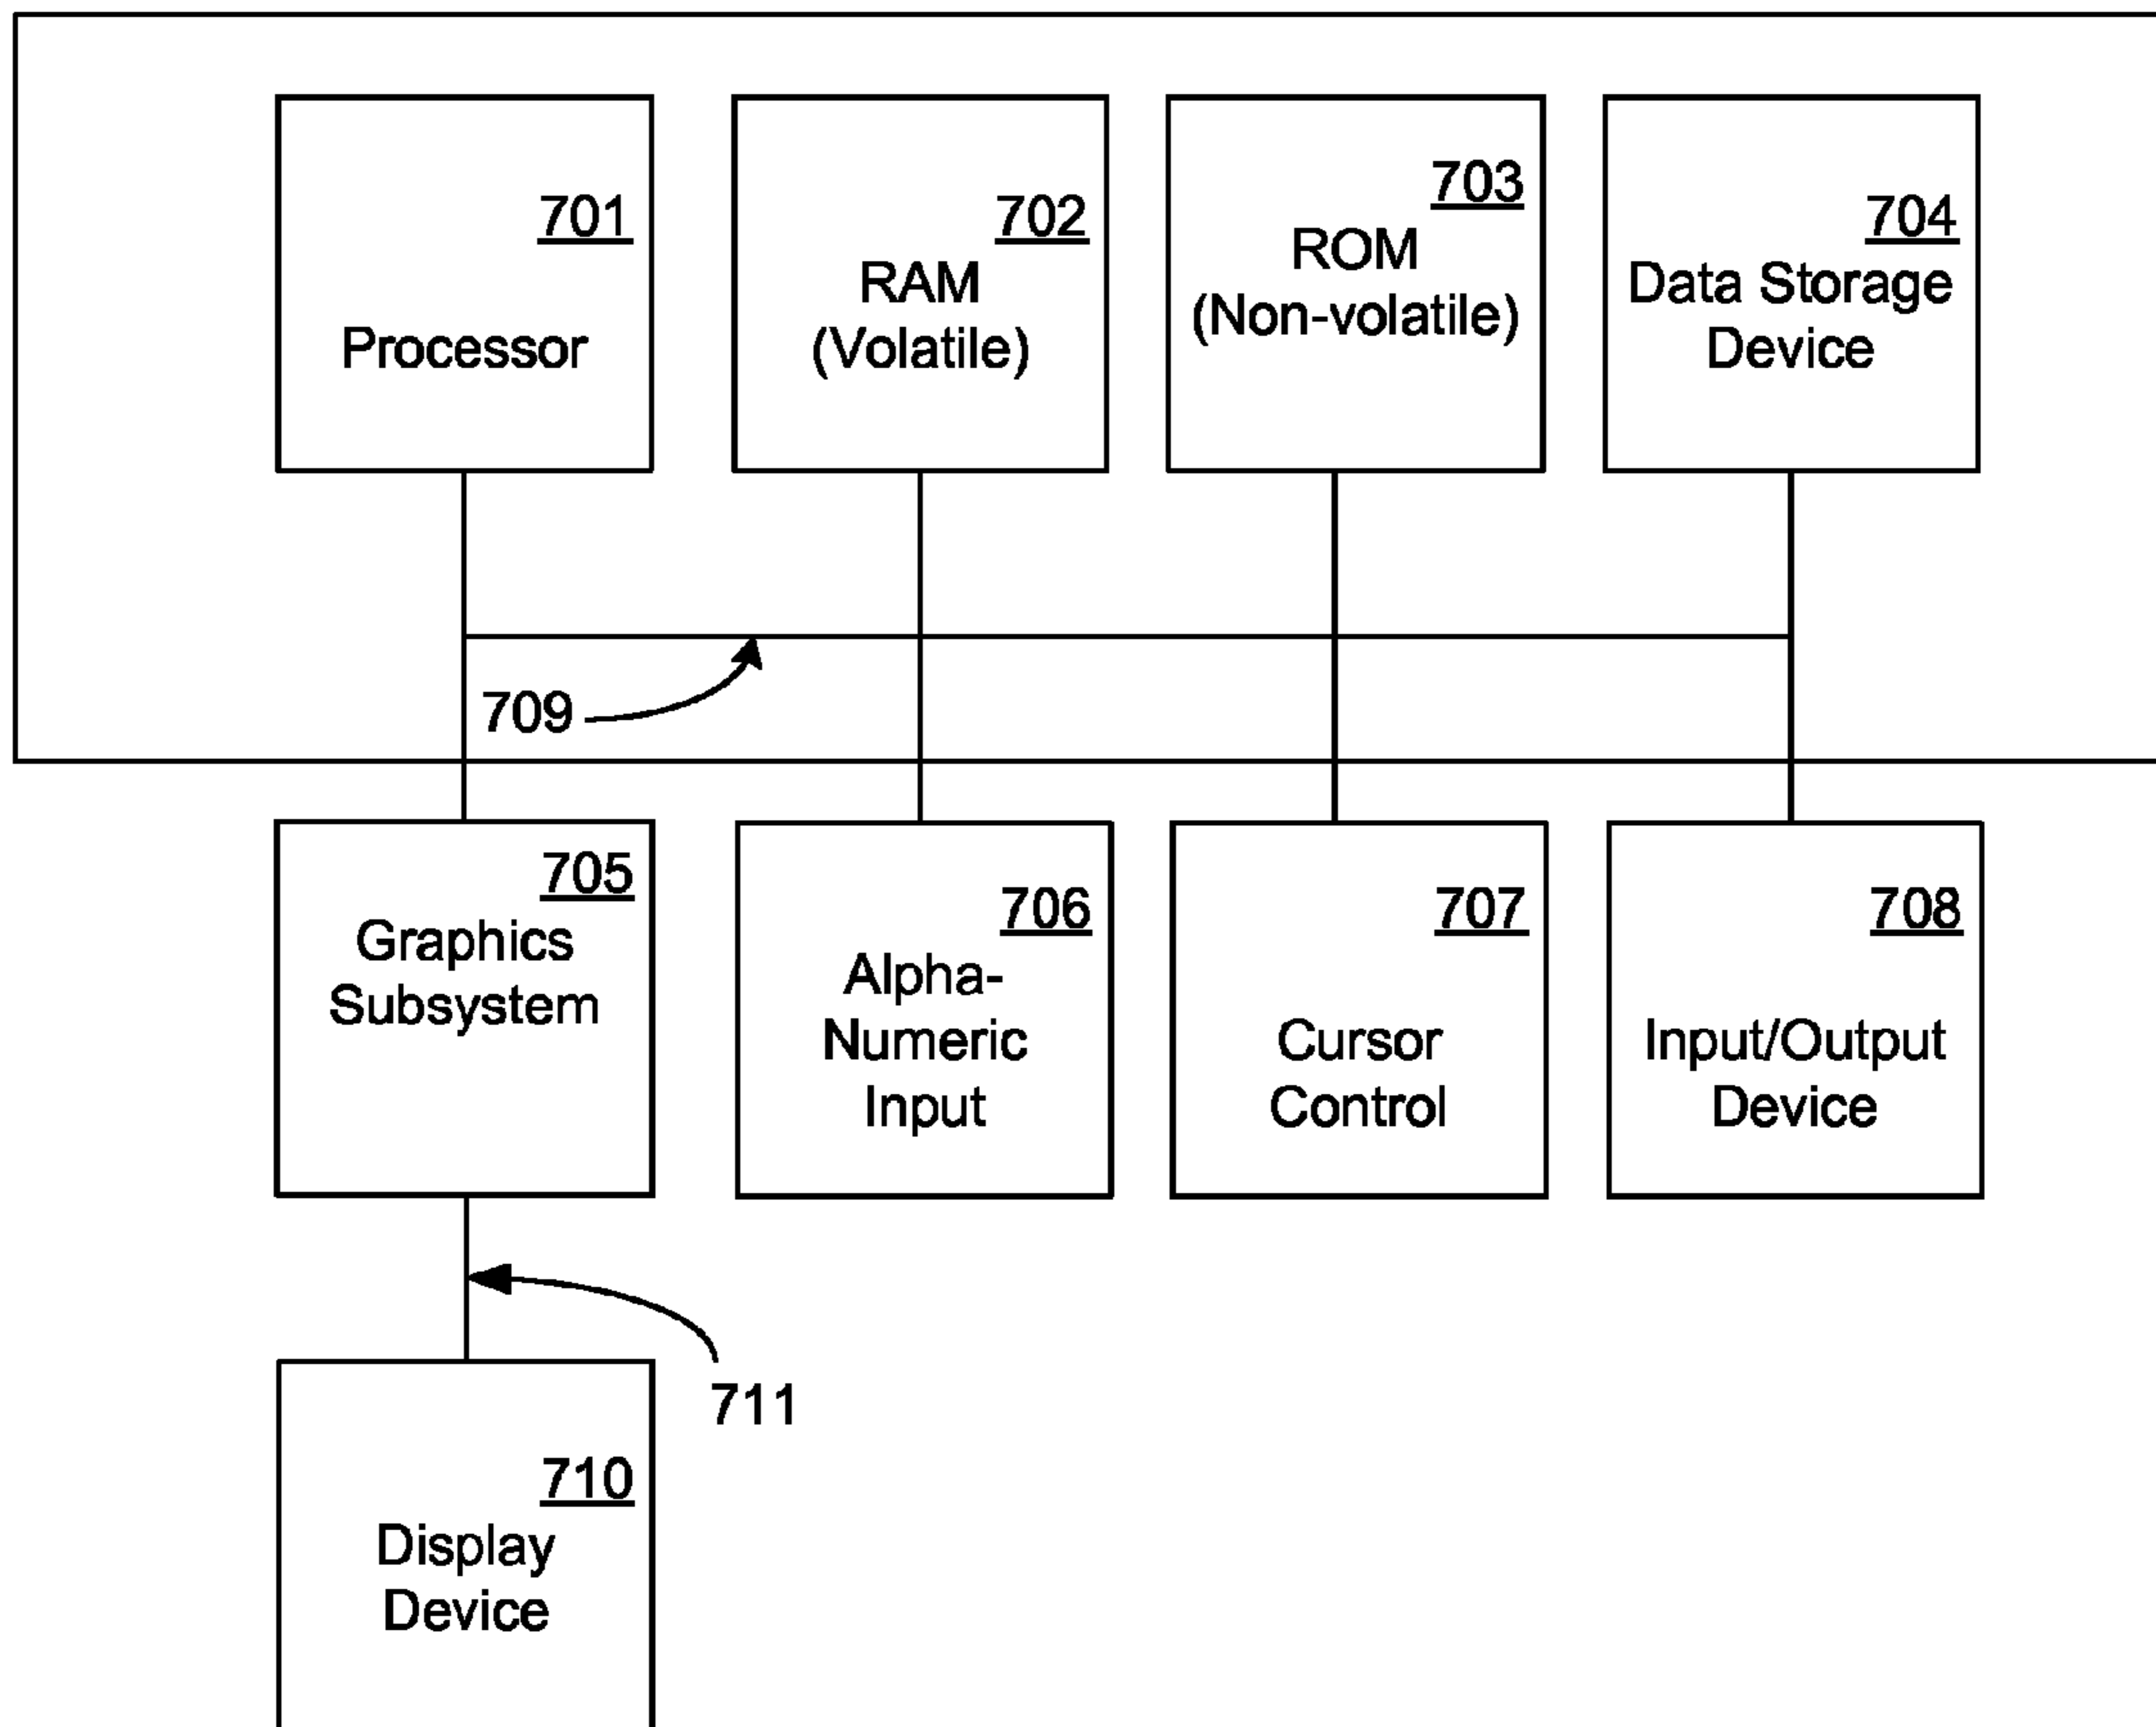 701
Processor
702
RAM
(Volatile)
703
ROM
(Non-volatile)
704
Data Storage
Device
709
705
Graphics
Subsystem
706
Alpha-
Numeric
Input
707
Cursor
Control
708
Input/Output
Device
711
710
Display
Device